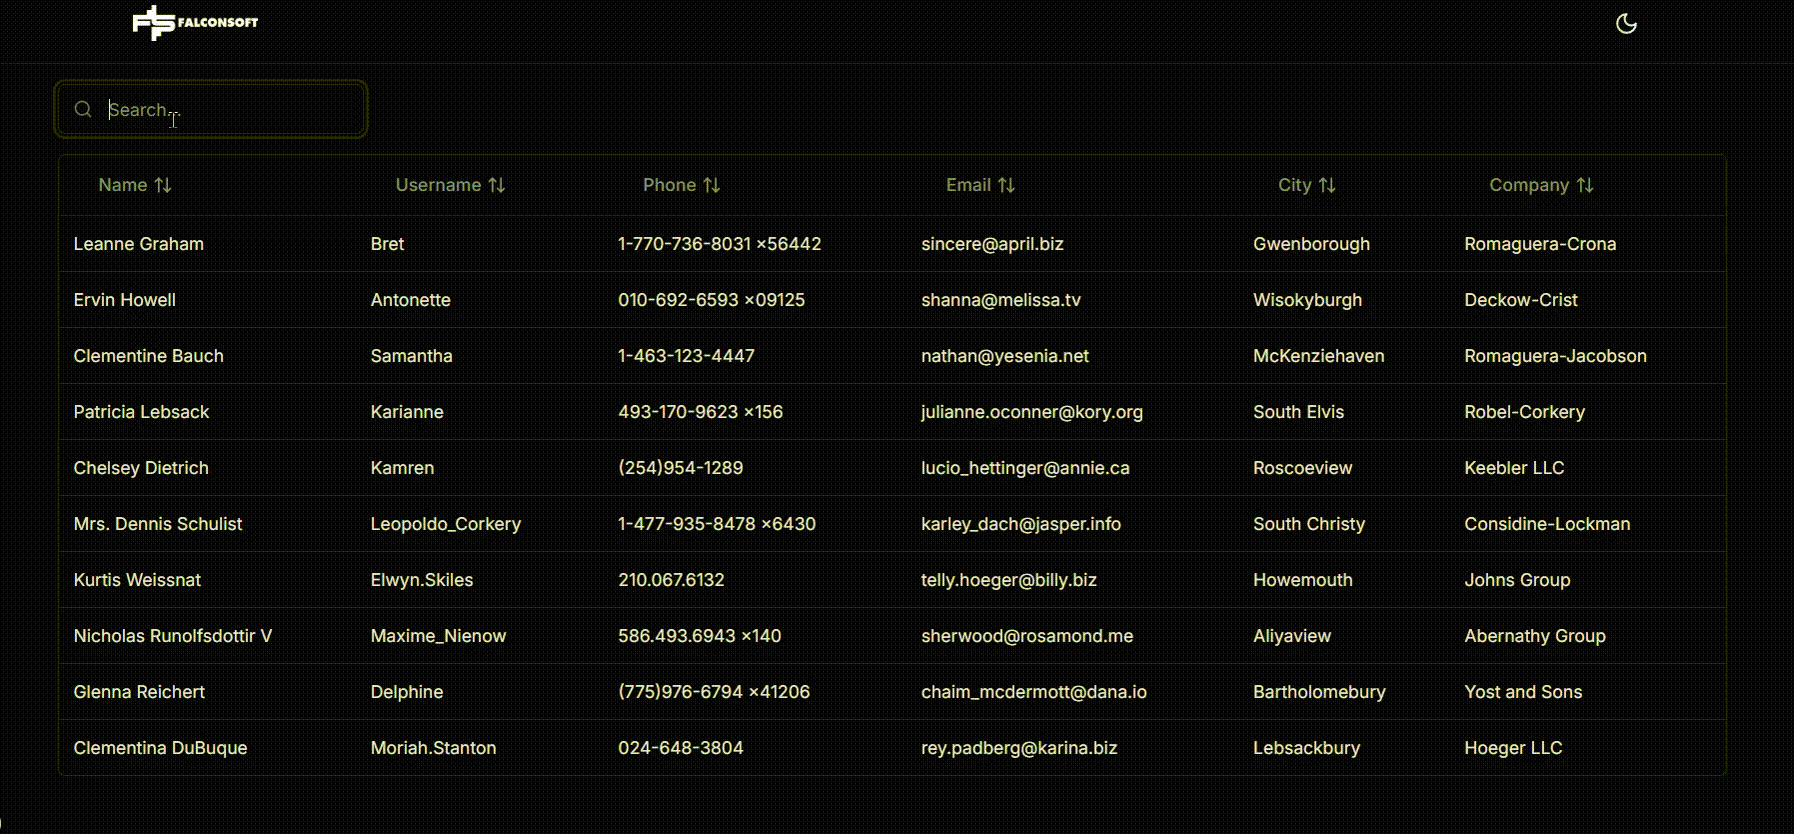 FALCONSOFT
Search...
Name Username Phone Email City Company
Leanne Graham Bret 1-770-736-8031 x56442 sincere@april.biz Gwenborough Romaguera-Crona
Ervin Howell Antonette 010-692-6593 x09125 shanna@melissa.tv Wisokyburgh Deckow-Crist
Clementine Bauch Samantha 1-463-123-4447 nathan@yesenia.net McKenziehaven Romaguera-Jacobson
Patricia Lebsack Karianne 493-170-9623 x156 julianne.oconner@kory.org South Elvis Robel-Corkery
Chelsey Dietrich Kamren (254)954-1289 lucio_hettinger@annie.ca Roscoeview Keebler LLC
Mrs. Dennis Schulist Leopoldo_Corkery 1-477-935-8478 x6430 karley_dach@jasper.info South Christy Considine-Lockman
Kurtis Weissnat Elwyn.Skiles 210.067.6132 telly.hoeger@billy.biz Howemouth Johns Group
Nicholas Runolfsdottir V Maxime_Nienow 586.493.6943 x140 sherwood@rosamond.me Aliyaview Abernathy Group
Glenna Reichert Delphine (775)976-6794 x41206 chaim_mcdermott@dana.io Bartholomebury Yost and Sons
Clementina DuBuque Moriah.Stanton 024-648-3804 rey.padberg@karina.biz Lebsackbury Hoeger LLC